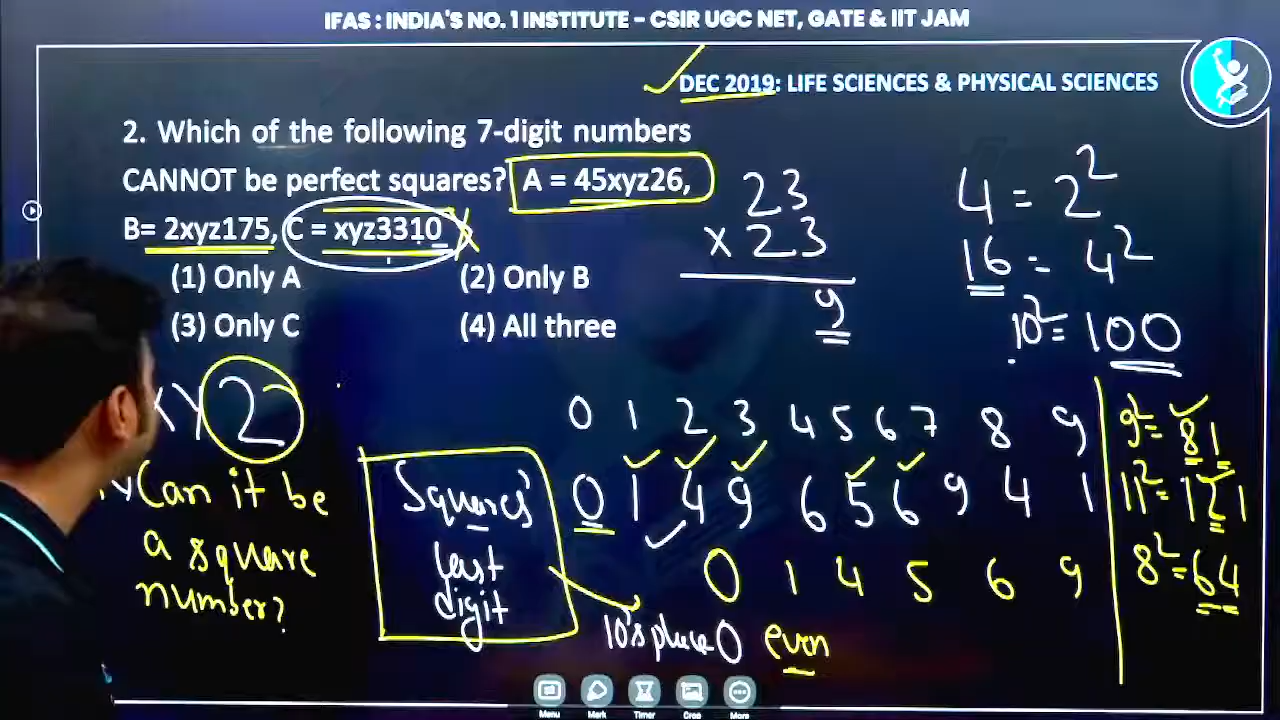 IFAS : INDIA'S NO. 1 INSTITUTE - CSIR UGC NET, GATE & IIT JAM
DEC 2019: LIFE SCIENCES & PHYSICAL SCIENCES
2. Which of the following 7-digit numbers
CANNOT be perfect squares? A = 45xyz26,
B= 2xyz175, C = xyz3310
(1) Only A (2) Only B
(3) Only C (4) All three
23
x 23
9
4 = 2²
16 = 4²
10² = 100
XY2
Can it be
a square
number?
0 1 2 3 4 5 6 7 8 9
Squares'
last
digit
0 1 4 9 6 5 6 9 4 1
0 1 4 5 6 9
10's place 0 even
9² = 81
11² = 121
8² = 64
Menu Mark Timer Crop More